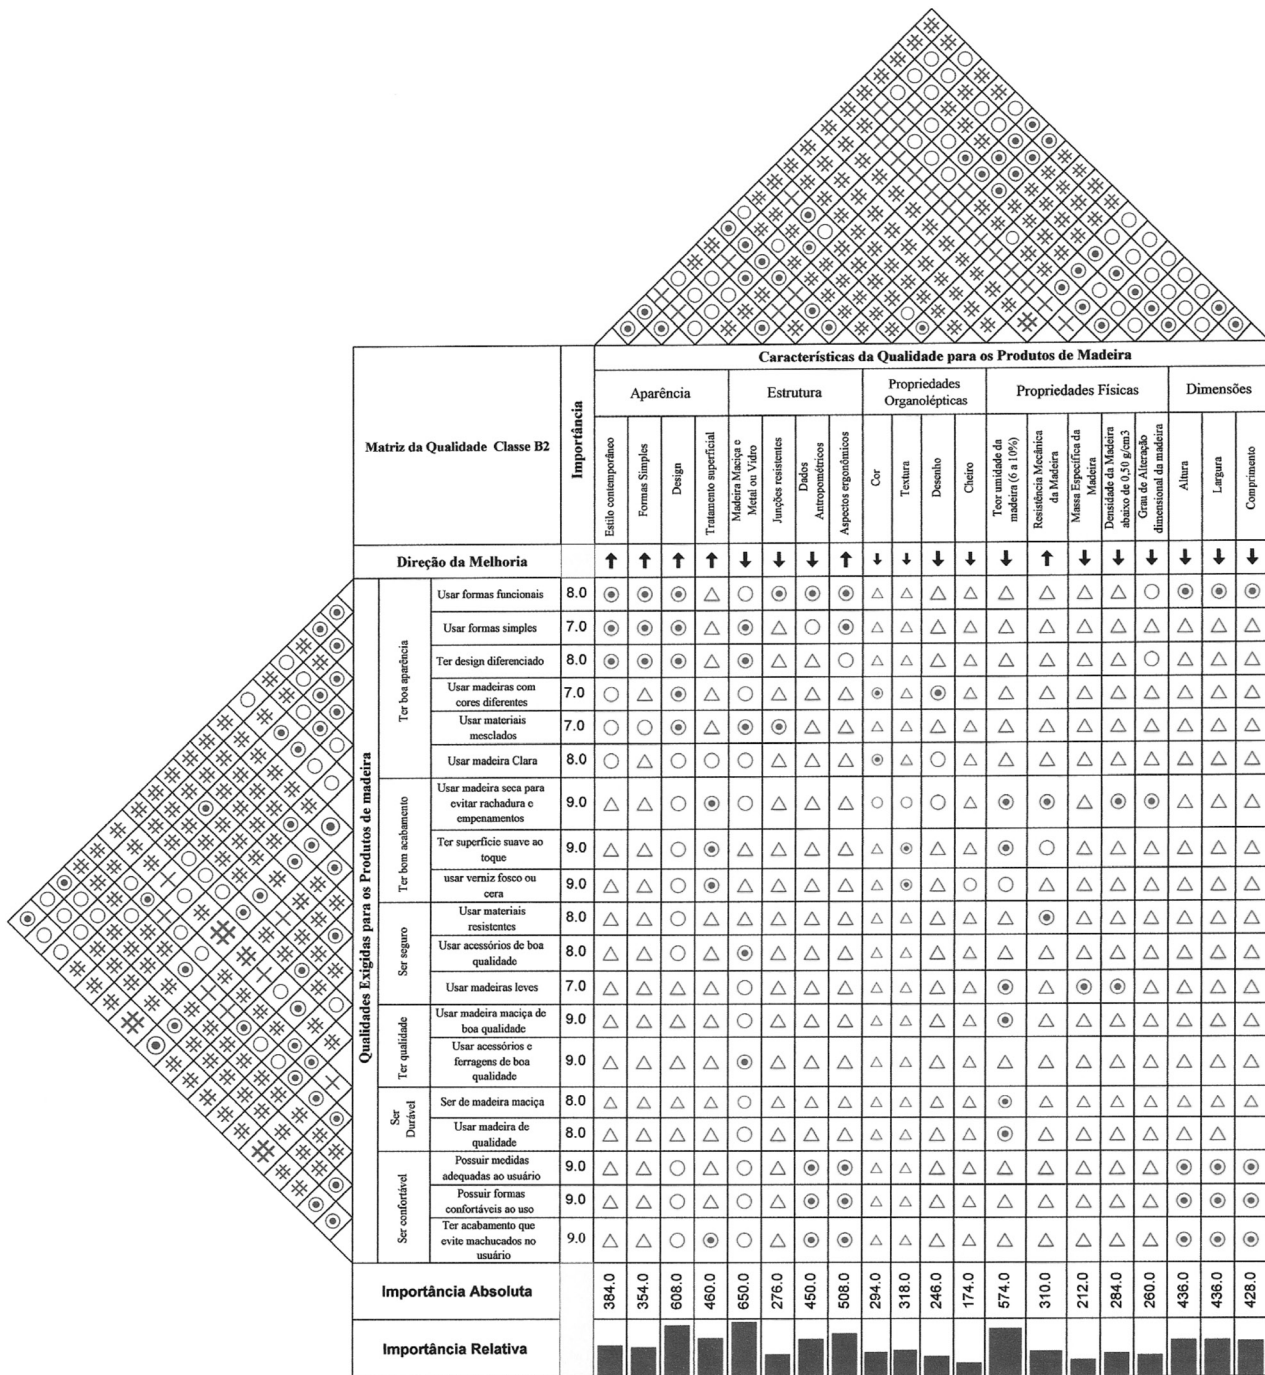 Características da Qualidade para os Produtos de Madeira
Matriz da Qualidade Classe B2
Importância
Aparência
Estrutura
Propriedades
Organolépticas
Propriedades Físicas
Dimensões
Estilo contemporâneo
Formas Simples
Design
Tratamento superficial
Madeira Maciça e
Metal ou Vidro
Junções resistentes
Dados
Antropométricos
Aspectos ergonômicos
Cor
Textura
Desenho
Cheiro
Teor umidade da
madeira (6 a 10%)
Resistência Mecânica
da Madeira
Massa Específica da
Madeira
Densidade da Madeira
abaixo de 0,50 g/cm3
Grau de Alteração
dimensional da madeira
Altura
Largura
Comprimento
Direção da Melhoria
Qualidades Exigidas para os Produtos de madeira
Ter boa aparência
Usar formas funcionais 8.0
Usar formas simples 7.0
Ter design diferenciado 8.0
Usar madeiras com
cores diferentes 7.0
Usar materiais
mesclados 7.0
Usar madeira Clara 8.0
Ter bom acabamento
Usar madeira seca para
evitar rachadura e
empenamentos 9.0
Ter superfície suave ao
toque 9.0
usar verniz fosco ou
cera 9.0
Ser seguro
Usar materiais
resistentes 8.0
Usar acessórios de boa
qualidade 8.0
Usar madeiras leves 7.0
Ter qualidade
Usar madeira maciça de
boa qualidade 9.0
Usar acessórios e
ferragens de boa
qualidade 9.0
Ser
Durável
Ser de madeira maciça 8.0
Usar madeira de
qualidade 8.0
Ser confortável
Possuir medidas
adequadas ao usuário 9.0
Possuir formas
confortáveis ao uso 9.0
Ter acabamento que
evite machucados no
usuário 9.0
Importância Absoluta
384.0
354.0
608.0
460.0
650.0
276.0
450.0
508.0
294.0
318.0
246.0
174.0
574.0
310.0
212.0
284.0
260.0
436.0
436.0
428.0
Importância Relativa